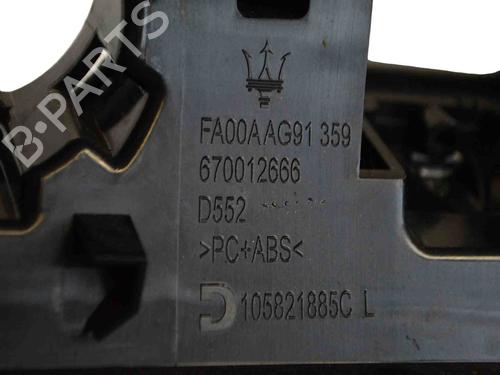 B-PARTS
FA00AAG91 359
670012666
D552
>PC+ABS<
105821885C L